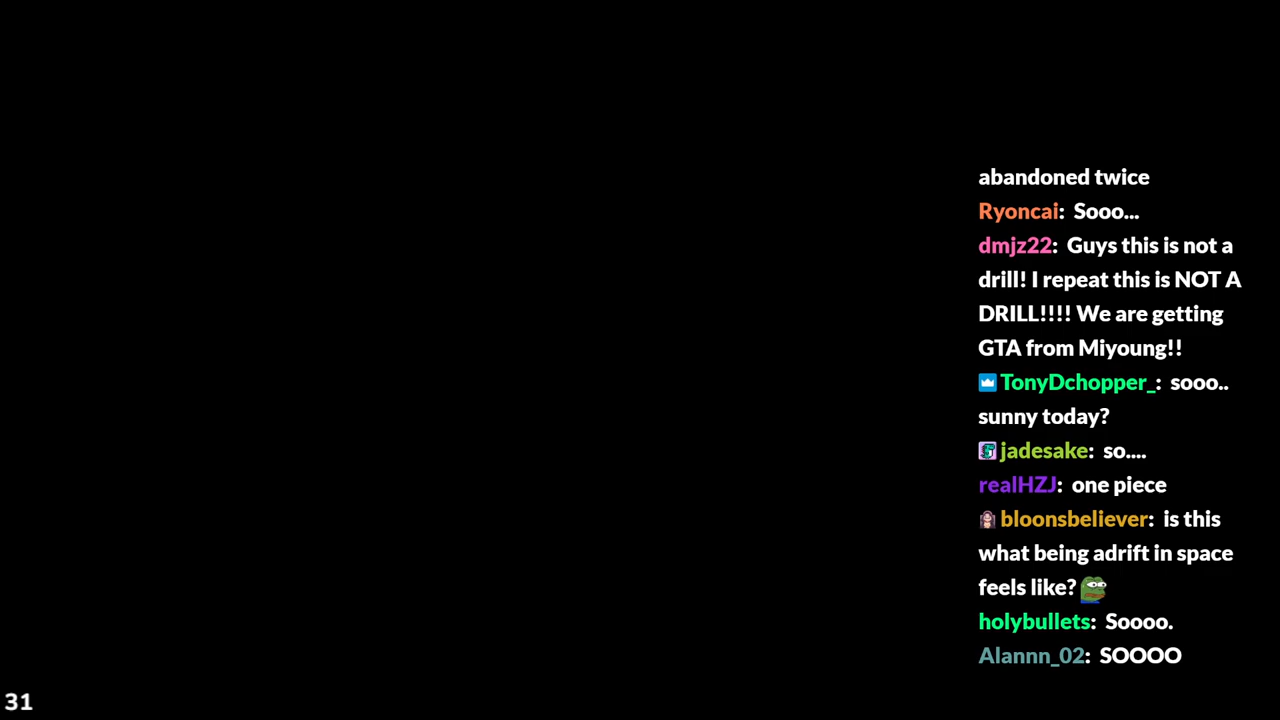 abandoned twice
Ryoncai: Sooo...
dmjz22: Guys this is not a
drill! I repeat this is NOT A
DRILL!!!! We are getting
GTA from Miyoung!!
TonyDchopper_: sooo..
sunny today?
jadesake: so....
realHZJ: one piece
bloonsbeliever: is this
what being adrift in space
feels like?
holybullets: Soooo.
Alannn_02: SOOOO
31